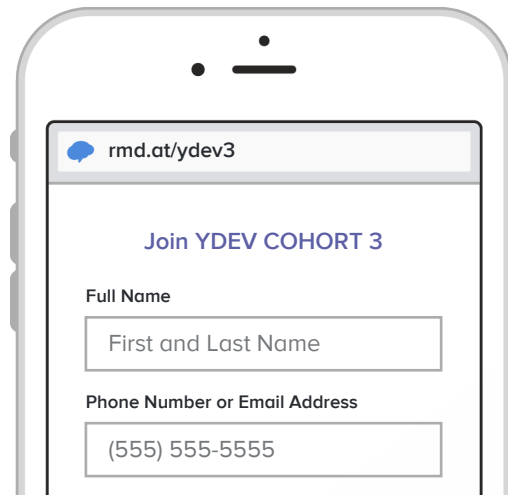 rmd.at/ydev3
Join YDEV COHORT 3
Full Name
First and Last Name
Phone Number or Email Address
(555) 555-5555